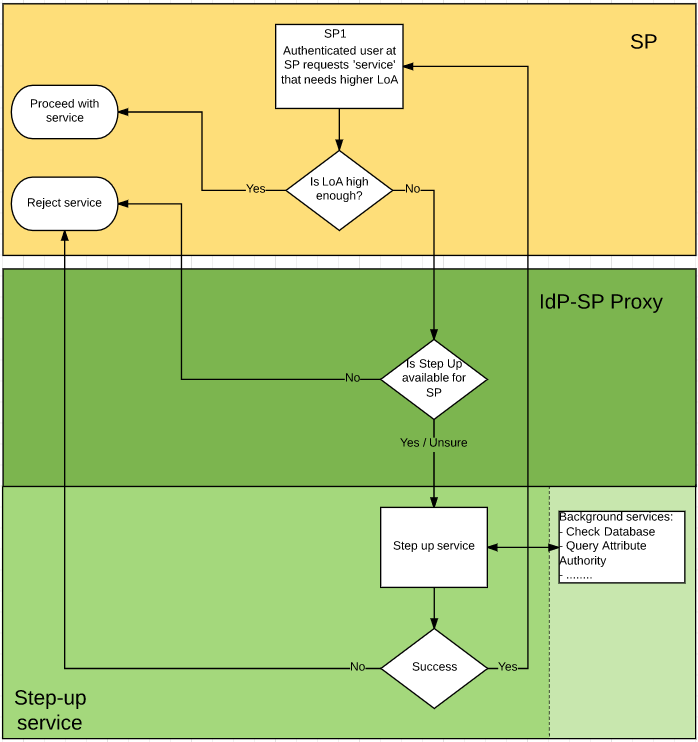 SP
SP1
Authenticated user at
SP requests 'service'
that needs higher LoA
Proceed with
service
Is LoA high
enough?
Yes
No
Reject service
IdP-SP Proxy
Is Step Up
available for
SP
No
Yes / Unsure
Step up service
Background services:
- Check Database
- Query Attribute
Authority
- ........
Success
No
Yes
Step-up
service